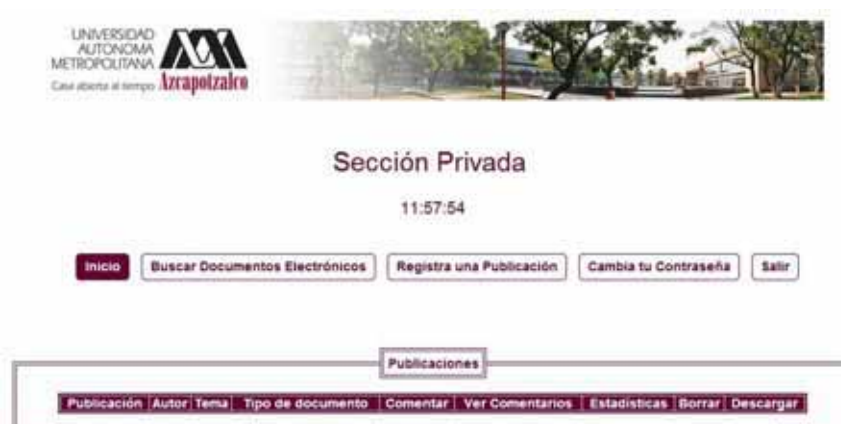 UNIVERSIDAD
AUTONOMA
METROPOLITANA
Casa abierta al tiempo Azcapotzalco
Sección Privada
11:57:54
Inicio Buscar Documentos Electrónicos Registra una Publicación Cambia tu Contraseña Salir
Publicaciones
Publicación Autor Tema Tipo de documento Comentar Ver Comentarios Estadísticas Borrar Descargar